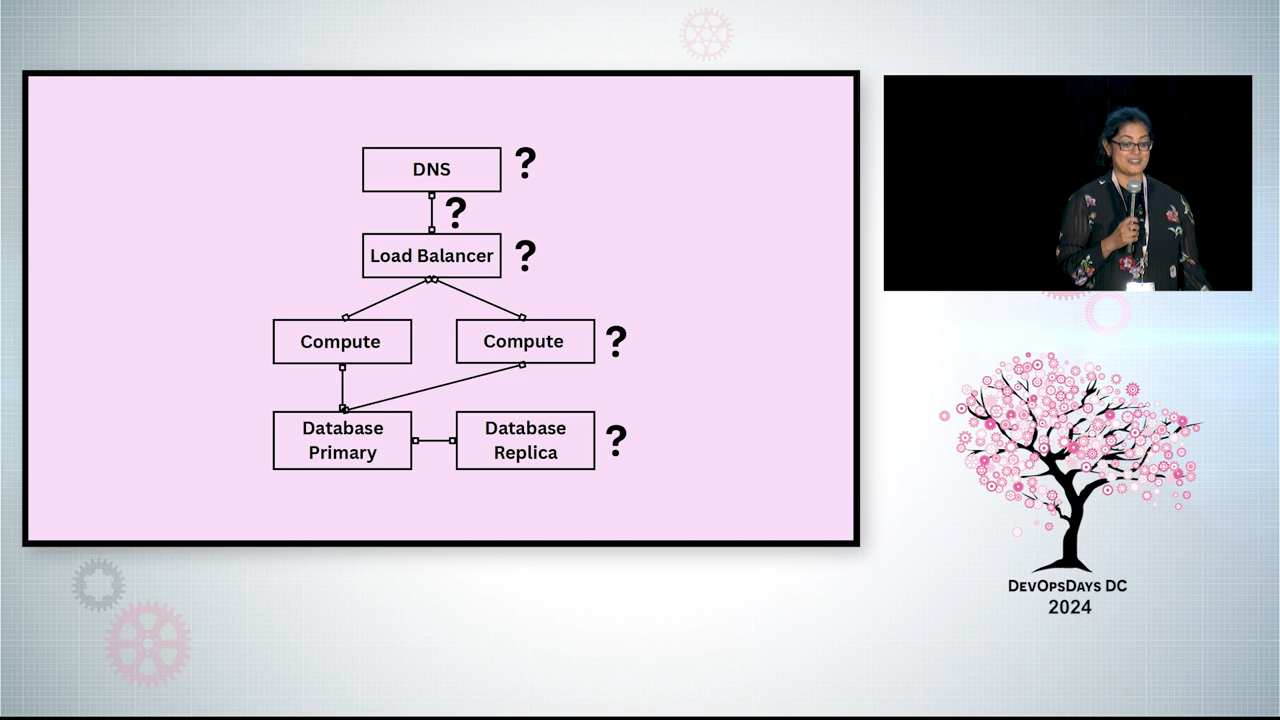 DNS ?
?
Load Balancer ?
Compute Compute ?
Database Primary
Database Replica ?
DevOpsDays DC
2024